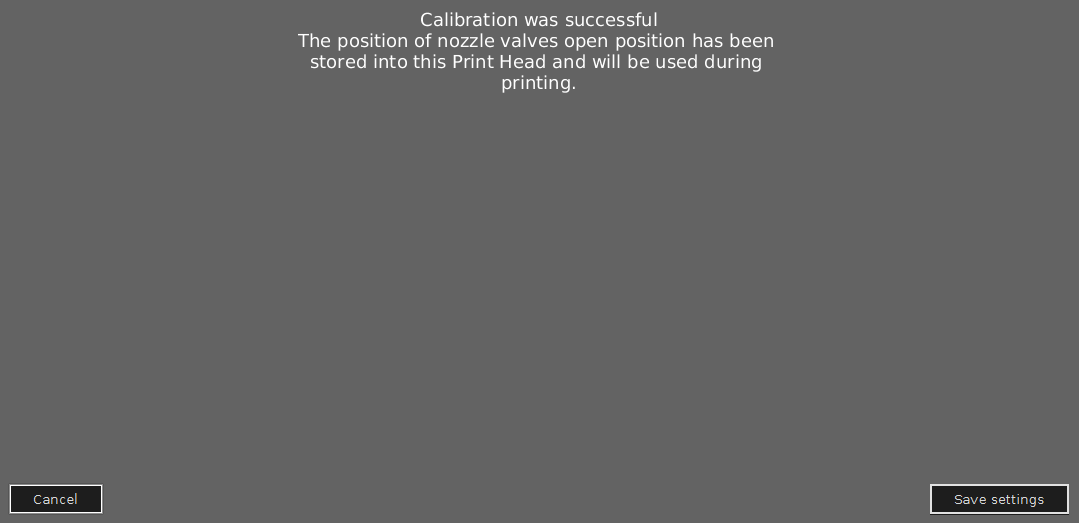 Calibration was successful
The position of nozzle valves open position has been
stored into this Print Head and will be used during
printing.
Cancel
Save settings